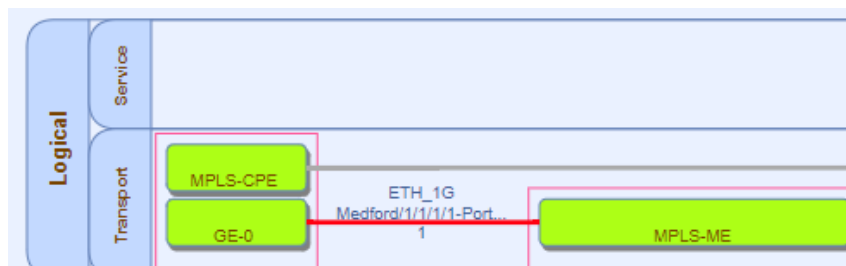 Logical
Service
Transport
MPLS-CPE
ETH_1G
Medford/1/1/1/1-Port...
1
GE-0
MPLS-ME